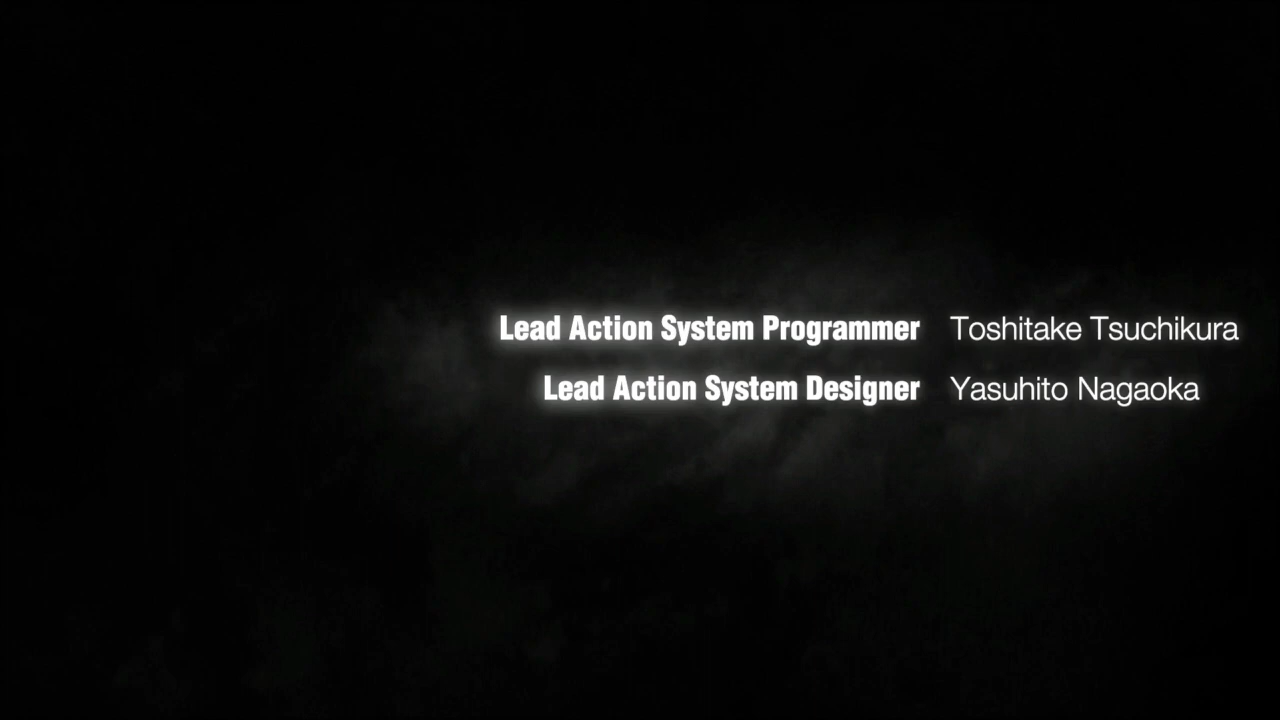 Lead Action System Programmer Toshitake Tsuchikura
Lead Action System Designer Yasuhito Nagaoka